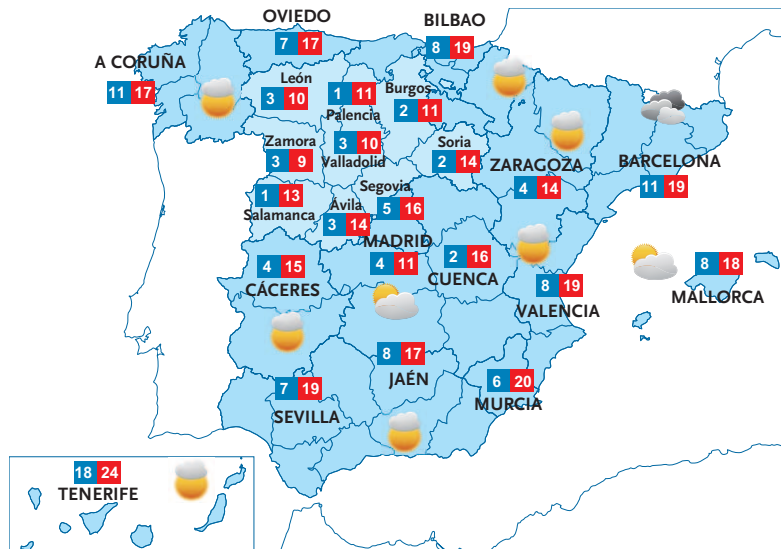 OVIEDO
7 17
BILBAO
8 19
A CORUÑA
11 17
León
3 10
1 11
Palencia
Burgos
2 11
Zamora
3 9
3 10
Valladolid
Soria
2 14
ZARAGOZA
4 14
BARCELONA
11 19
1 13
Salamanca
Ávila
3 14
Segovia
5 16
MADRID
4 11
2 16
CUENCA
4 15
CÁCERES
8 19
VALENCIA
8 18
MALLORCA
8 17
JAÉN
7 19
SEVILLA
6 20
MURCIA
18 24
TENERIFE